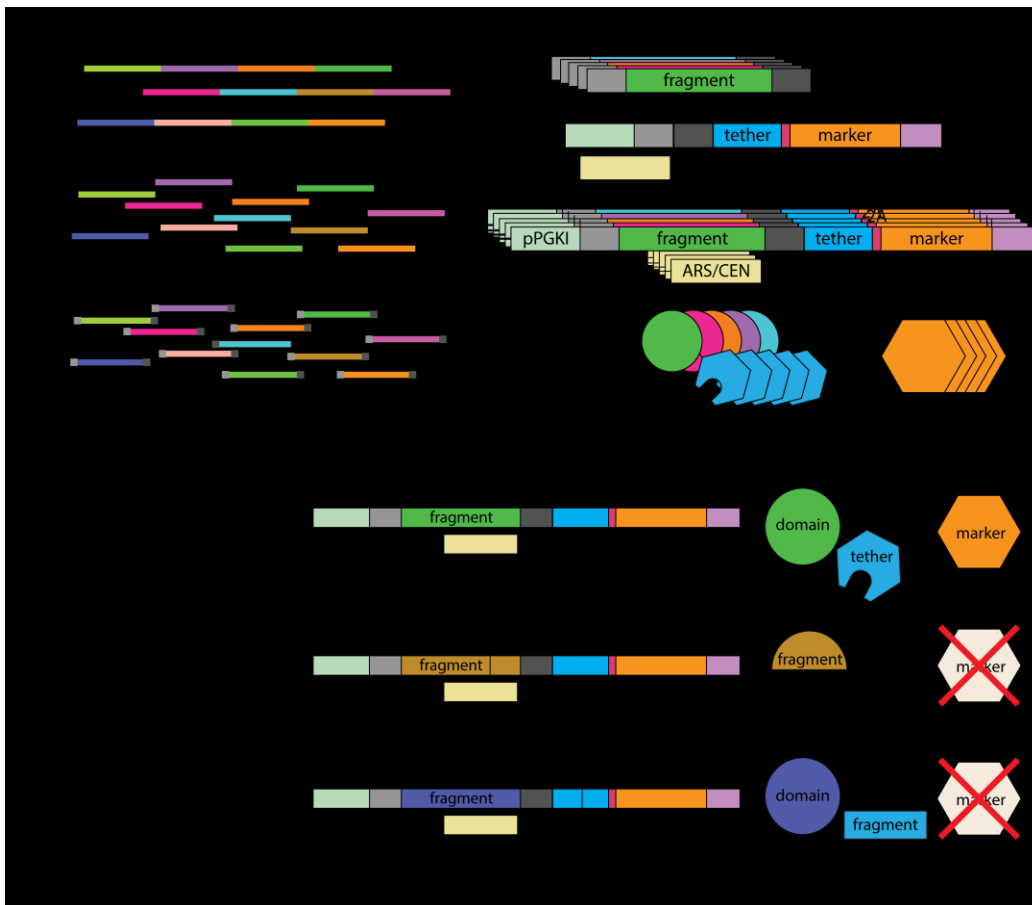 fragment
tether marker
2A
pPGKI fragment tether marker
ARS/CEN
fragment
domain
tether
marker
fragment
fragment
marker
fragment
domain
fragment
marker